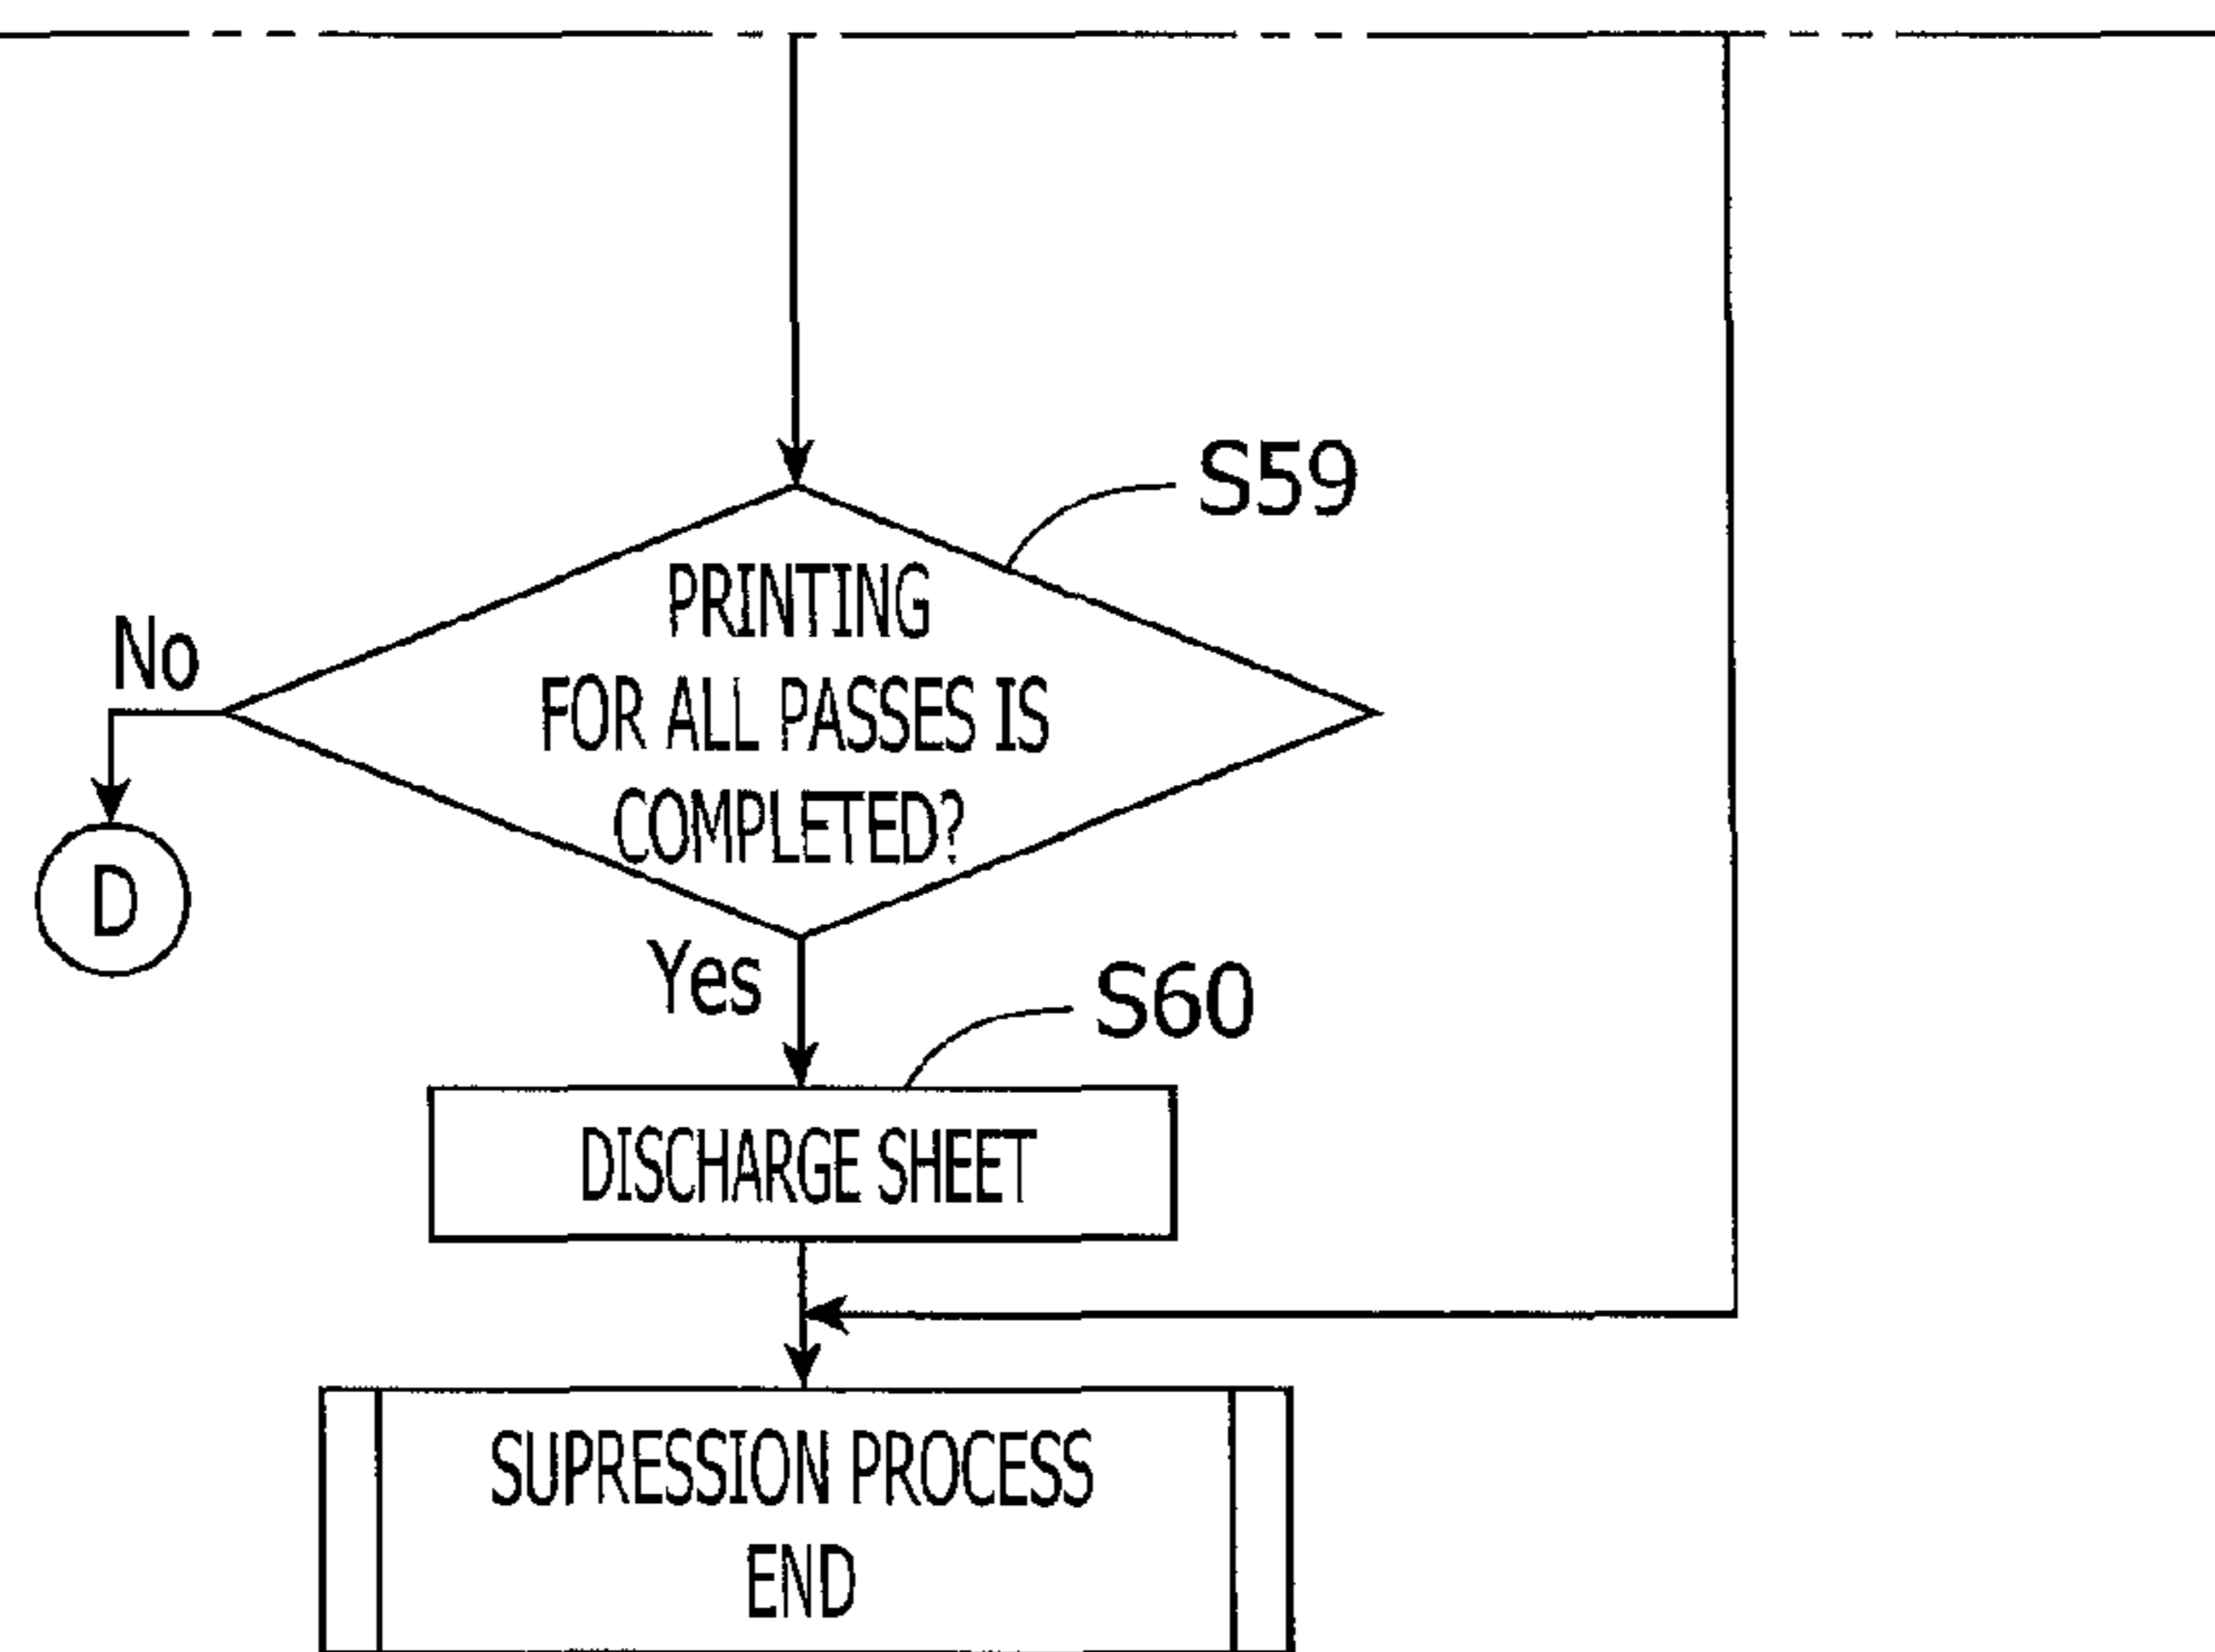 S59
PRINTING
FOR ALL PASSES IS
COMPLETED?
No
D
Yes
S60
DISCHARGE SHEET
SUPRESSION PROCESS
END